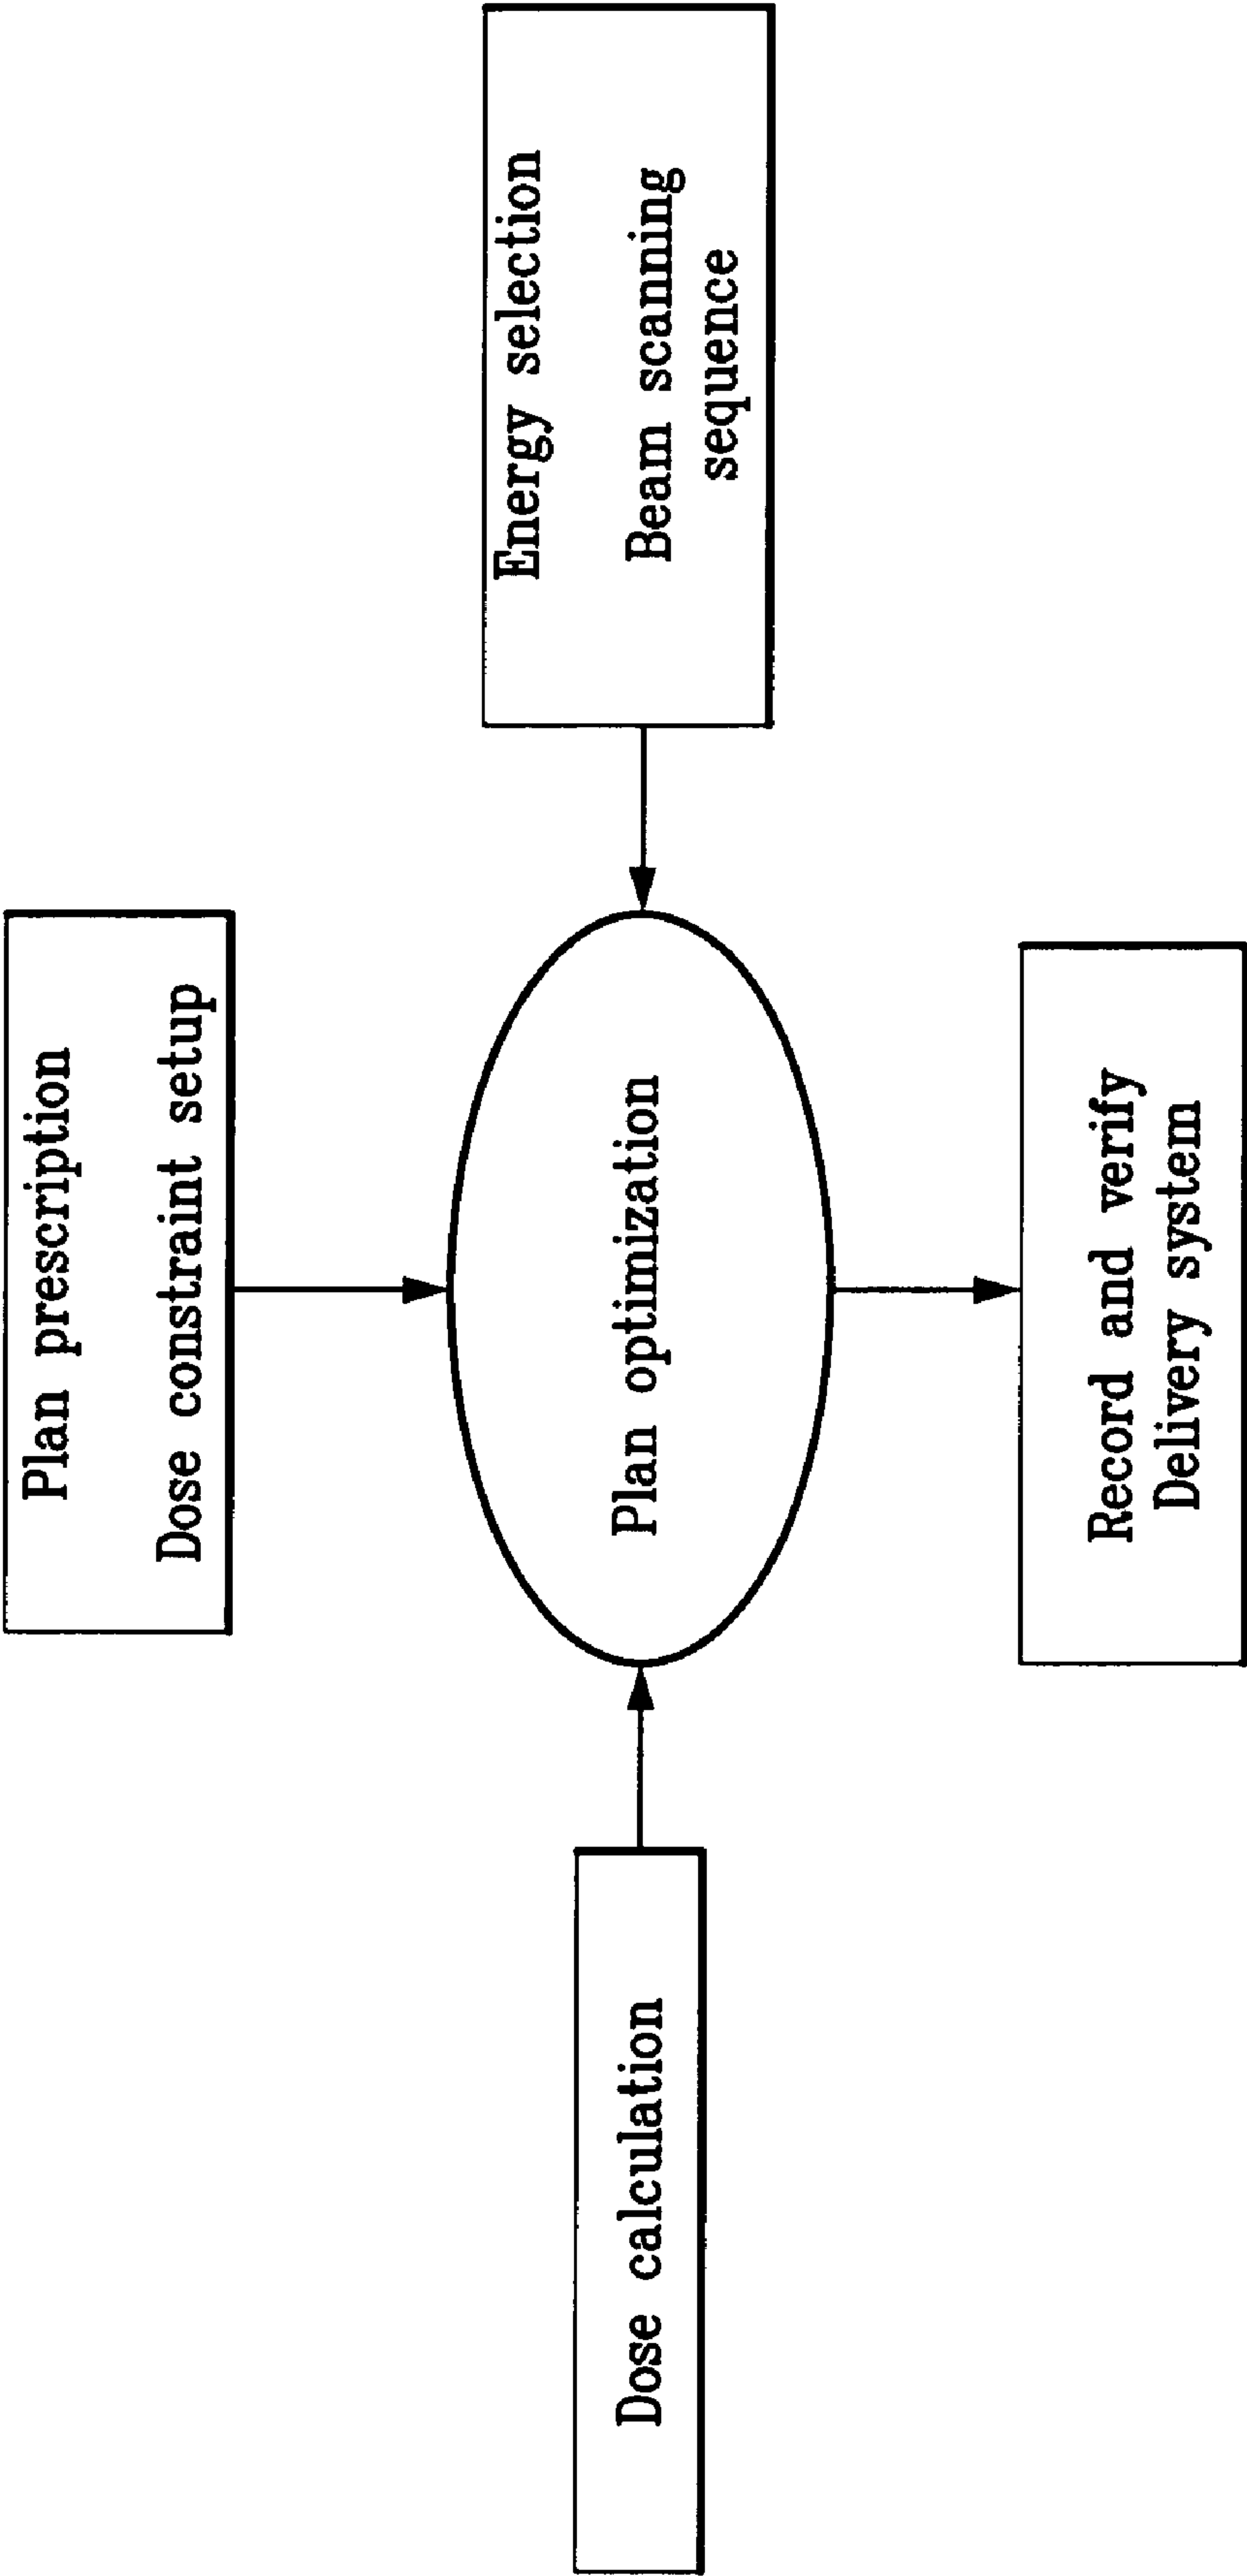 Plan prescription
Dose constraint setup
Dose calculation
Plan optimization
Energy selection
Beam scanning
sequence
Record and verify
Delivery system